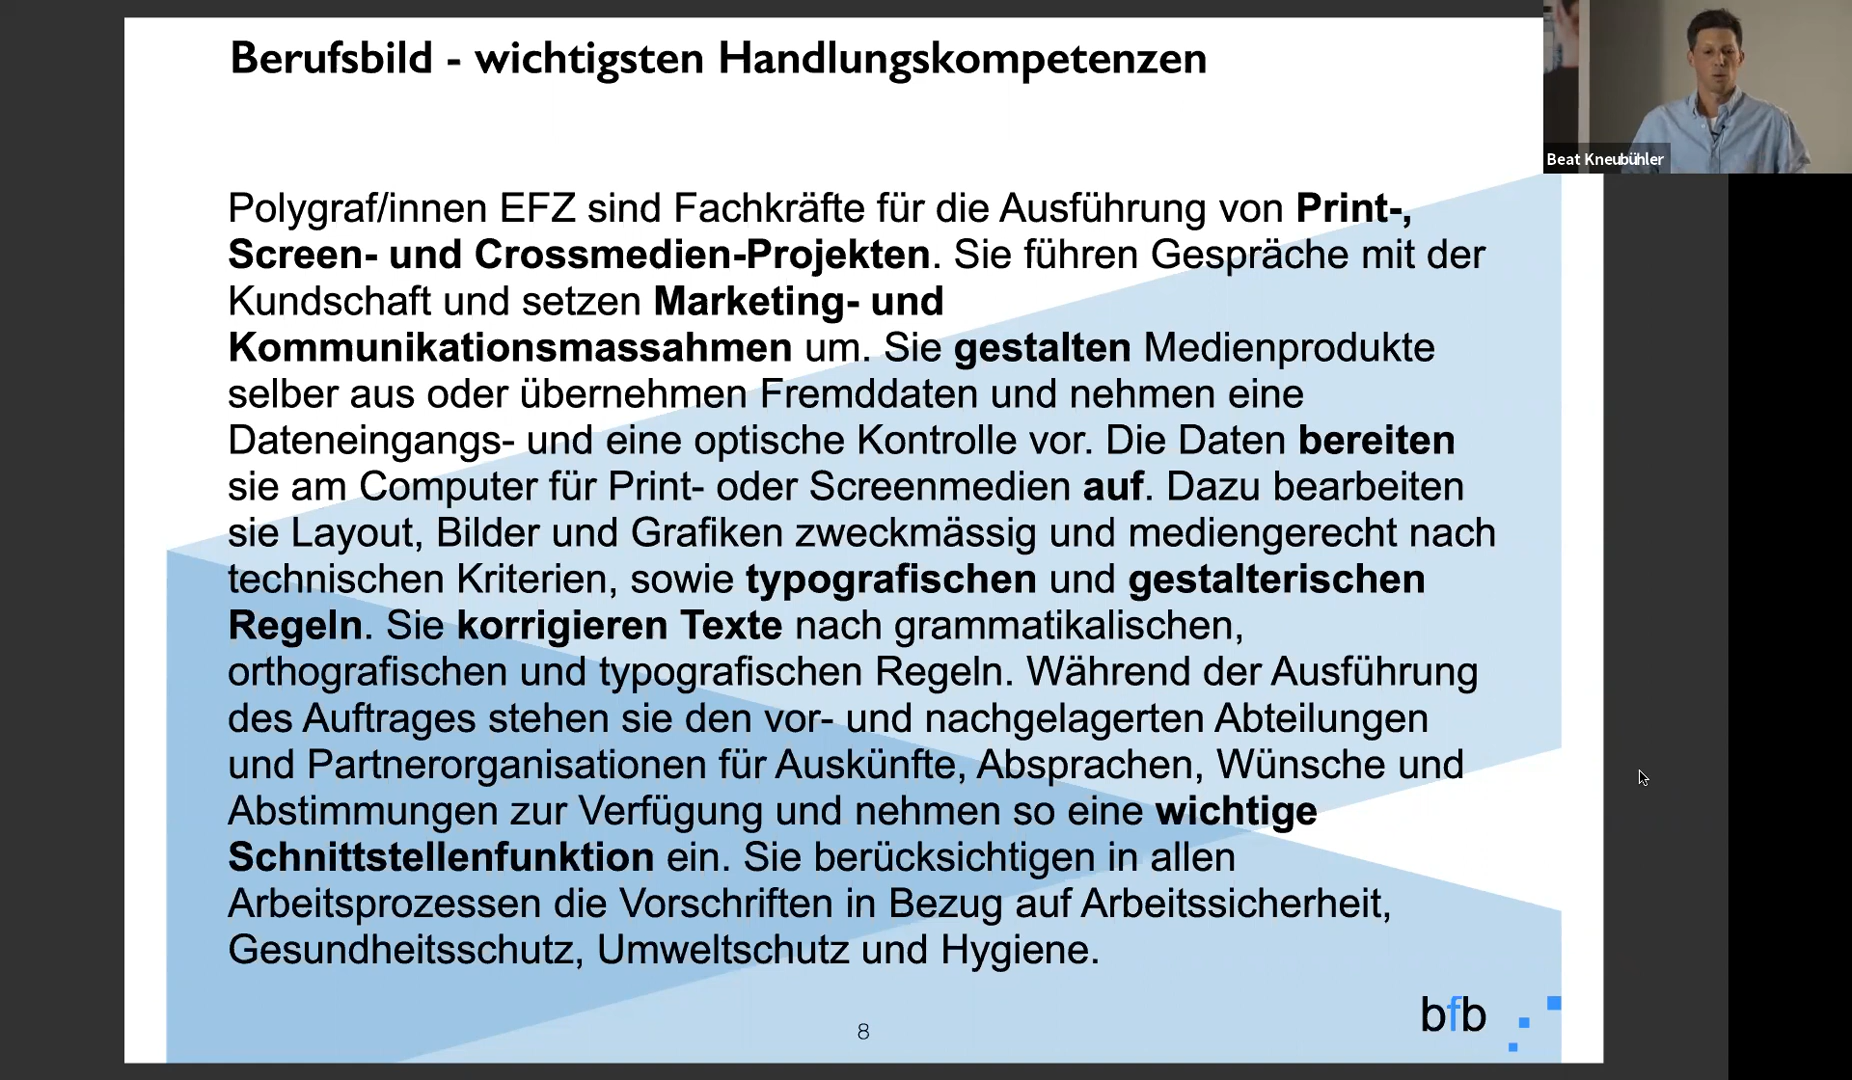 Berufsbild - wichtigsten Handlungskompetenzen
Beat Kneubühler
Polygraf/innen EFZ sind Fachkräfte für die Ausführung von Print-,
Screen- und Crossmedien-Projekten. Sie führen Gespräche mit der
Kundschaft und setzen Marketing- und
Kommunikationsmassahmen um. Sie gestalten Medienprodukte
selber aus oder übernehmen Fremddaten und nehmen eine
Dateneingangs- und eine optische Kontrolle vor. Die Daten bereiten
sie am Computer für Print- oder Screenmedien auf. Dazu bearbeiten
sie Layout, Bilder und Grafiken zweckmässig und mediengerecht nach
technischen Kriterien, sowie typografischen und gestalterischen
Regeln. Sie korrigieren Texte nach grammatikalischen,
orthografischen und typografischen Regeln. Während der Ausführung
des Auftrages stehen sie den vor- und nachgelagerten Abteilungen
und Partnerorganisationen für Auskünfte, Absprachen, Wünsche und
Abstimmungen zur Verfügung und nehmen so eine wichtige
Schnittstellenfunktion ein. Sie berücksichtigen in allen
Arbeitsprozessen die Vorschriften in Bezug auf Arbeitssicherheit,
Gesundheitsschutz, Umweltschutz und Hygiene.
bfb
8